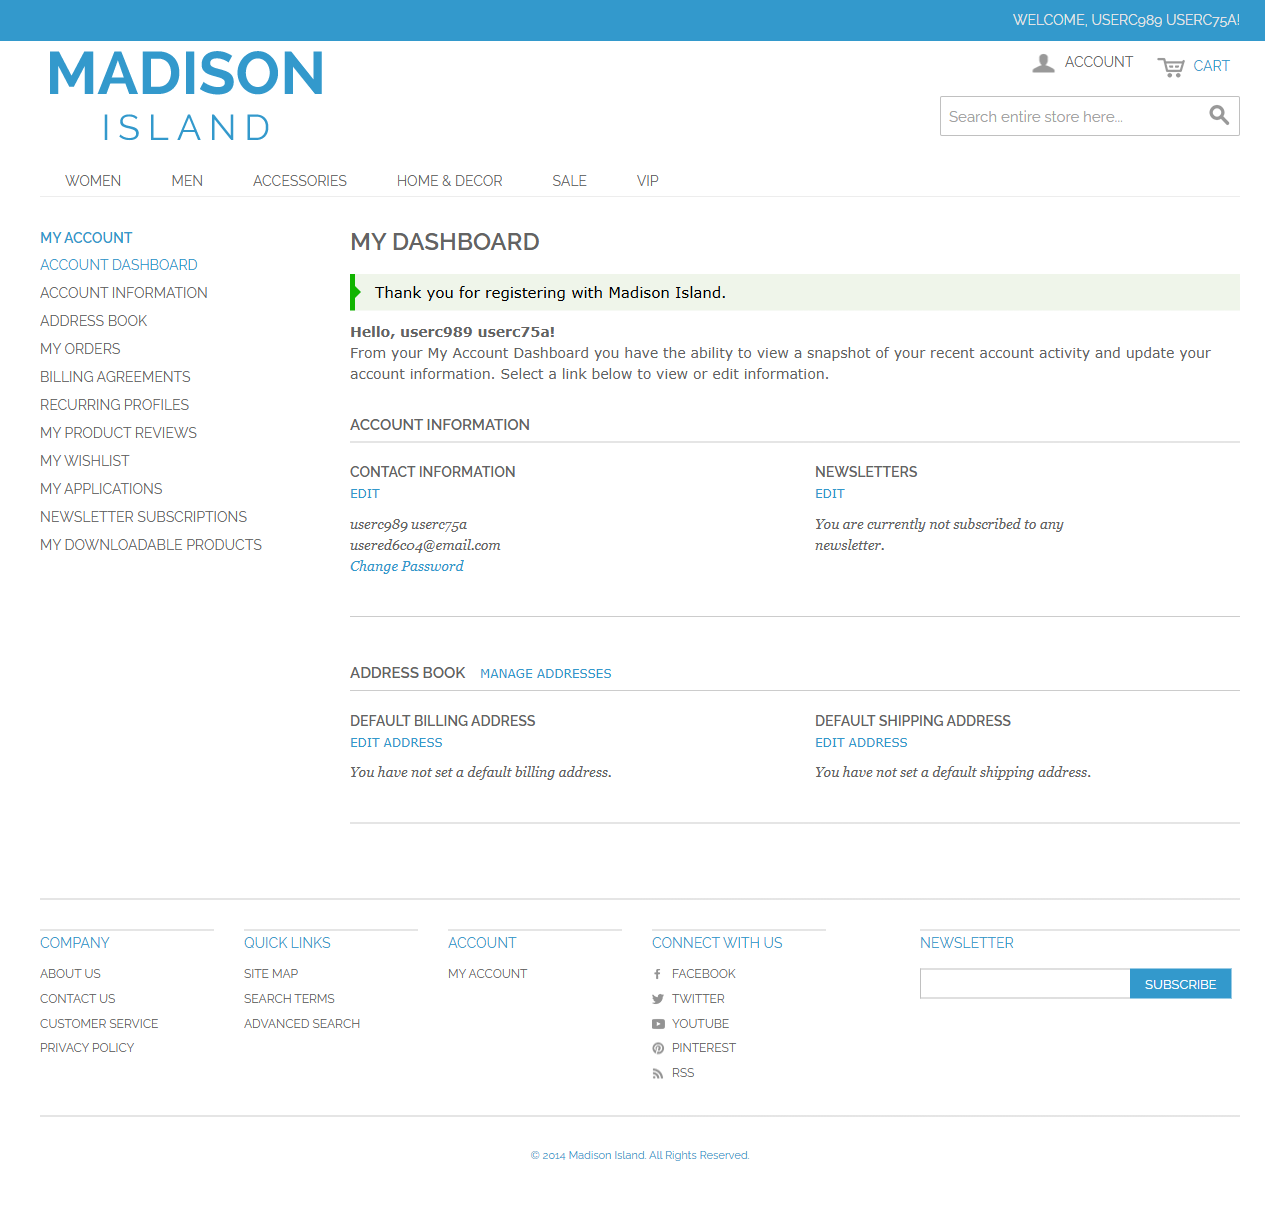 WELCOME, USERC989 USERC75A!
MADISON
ISLAND
ACCOUNT
CART
Search entire store here...
WOMEN MEN ACCESSORIES HOME & DECOR SALE VIP
MY ACCOUNT
ACCOUNT DASHBOARD
ACCOUNT INFORMATION
ADDRESS BOOK
MY ORDERS
BILLING AGREEMENTS
RECURRING PROFILES
MY PRODUCT REVIEWS
MY WISHLIST
MY APPLICATIONS
NEWSLETTER SUBSCRIPTIONS
MY DOWNLOADABLE PRODUCTS
MY DASHBOARD
Thank you for registering with Madison Island.
Hello, userc989 userc75a!
From your My Account Dashboard you have the ability to view a snapshot of your recent account activity and update your
account information. Select a link below to view or edit information.
ACCOUNT INFORMATION
CONTACT INFORMATION
EDIT
userc989 userc75a
usered6c04@email.com
Change Password
NEWSLETTERS
EDIT
You are currently not subscribed to any
newsletter.
ADDRESS BOOK MANAGE ADDRESSES
DEFAULT BILLING ADDRESS
EDIT ADDRESS
You have not set a default billing address.
DEFAULT SHIPPING ADDRESS
EDIT ADDRESS
You have not set a default shipping address.
COMPANY
ABOUT US
CONTACT US
CUSTOMER SERVICE
PRIVACY POLICY
QUICK LINKS
SITE MAP
SEARCH TERMS
ADVANCED SEARCH
ACCOUNT
MY ACCOUNT
CONNECT WITH US
FACEBOOK
TWITTER
YOUTUBE
PINTEREST
RSS
NEWSLETTER
SUBSCRIBE
© 2014 Madison Island. All Rights Reserved.